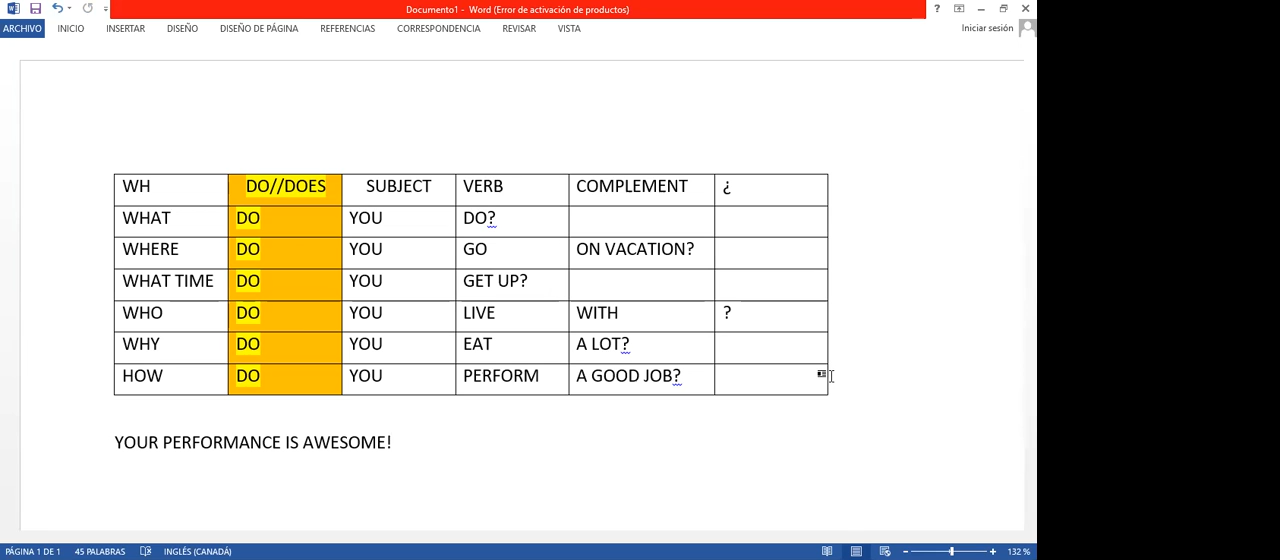 Documento1 - Word (Error de activación de productos)
?
ARCHIVO INICIO INSERTAR DISEÑO DISEÑO DE PÁGINA REFERENCIAS CORRESPONDENCIA REVISAR VISTA Iniciar sesión
WH DO//DOES SUBJECT VERB COMPLEMENT ¿
WHAT DO YOU DO?
WHERE DO YOU GO ON VACATION?
WHAT TIME DO YOU GET UP?
WHO DO YOU LIVE WITH ?
WHY DO YOU EAT A LOT?
HOW DO YOU PERFORM A GOOD JOB?
YOUR PERFORMANCE IS AWESOME!
PÁGINA 1 DE 1 45 PALABRAS INGLÉS (CANADÁ) 132 %